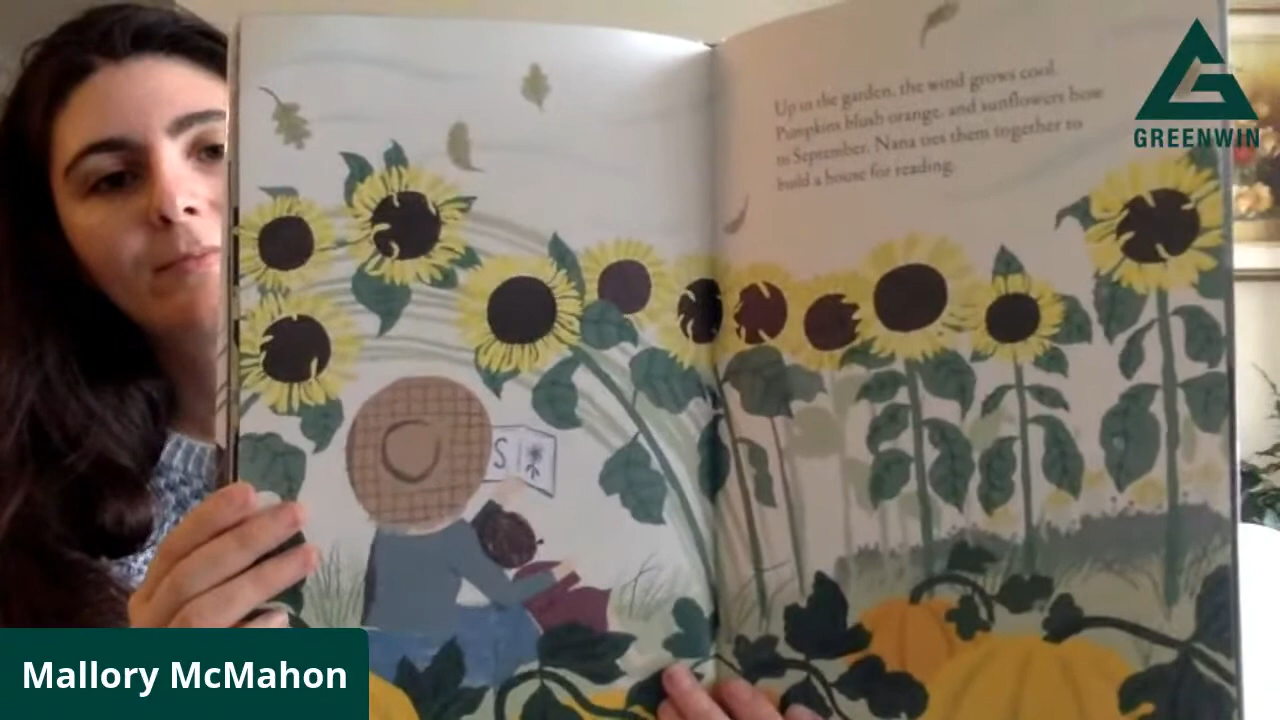 Up in the garden, the wind grows cool.
Pumpkins blush orange, and sunflowers bow
to September. Nana ties them together to
build a house for reading.
S
GREENWIN
Mallory McMahon